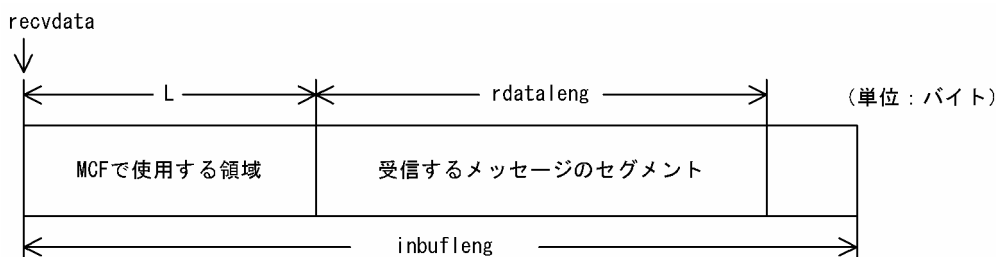 recvdata
L
rdataleng
(単位：バイト)
MCFで使用する領域
受信するメッセージのセグメント
inbufleng